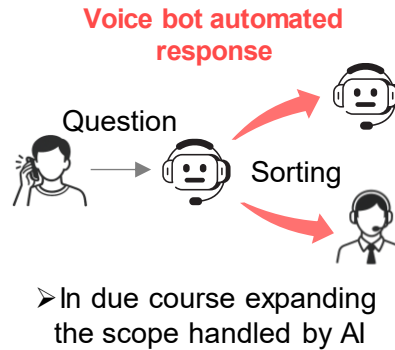 Voice bot automated
response
Question
Sorting
➢In due course expanding
the scope handled by AI